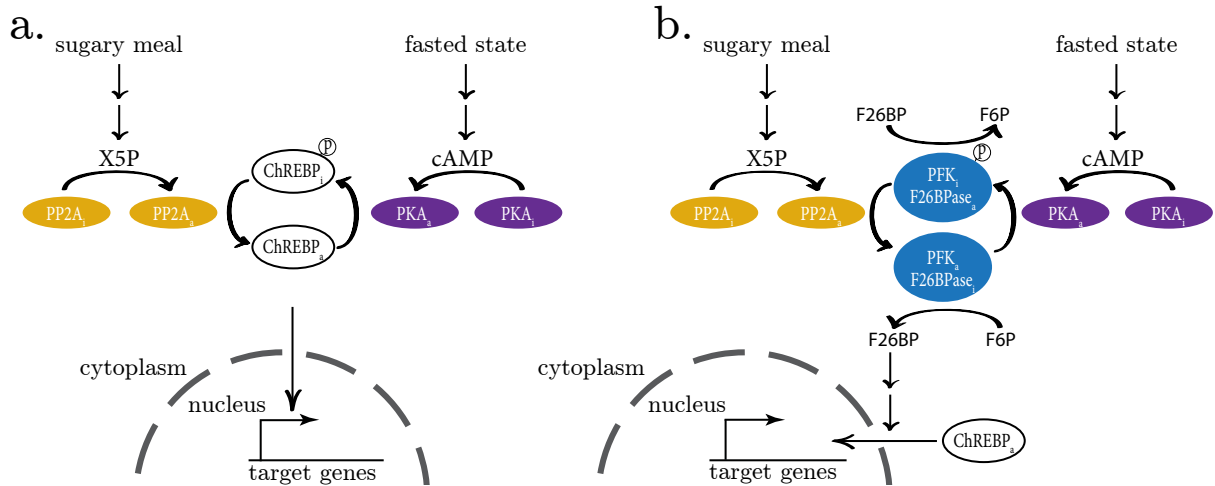 a.
sugary meal
fasted state
X5P
cAMP
P
ChREBPi
PP2Ai
PP2Aa
PKAa
PKAi
ChREBPa
cytoplasm
nucleus
target genes
b.
sugary meal
fasted state
F26BP
F6P
X5P
cAMP
P
PFKi
F26BPasea
PP2Ai
PP2Aa
PKAa
PKAi
PFKa
F26BPasei
F26BP
F6P
cytoplasm
nucleus
ChREBPa
target genes